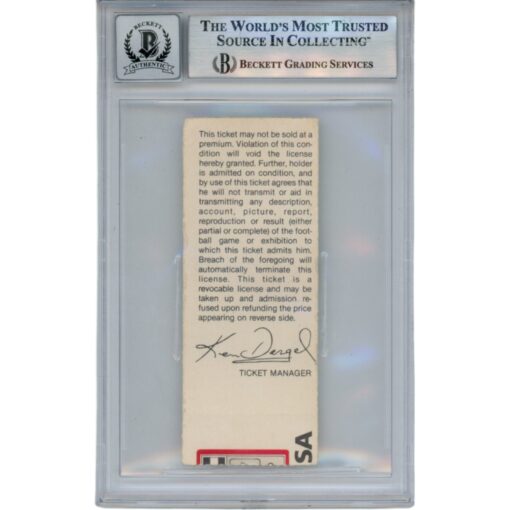 BECKETT
B
AUTHENTIC
THE WORLD'S MOST TRUSTED
SOURCE IN COLLECTING™
B BECKETT GRADING SERVICES
This ticket may not be sold at a
premium. Violation of this con-
dition will void the license
hereby granted. Further, holder
is admitted on condition, and
by use of this ticket agrees that
he will not transmit or aid in
transmitting any description,
account, picture, report,
reproduction or result (either
partial or complete) of the foot-
ball game or exhibition to
which this ticket admits him.
Breach of the foregoing will
automatically terminate this
license. This ticket is a
revocable license and may be
taken up and admission re-
fused upon refunding the price
appearing on reverse side.
Ken Dargel
TICKET MANAGER
SA